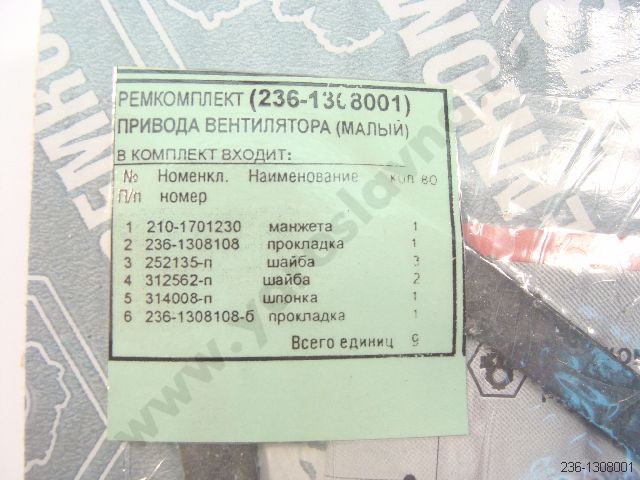 РЕМКОМПЛЕКТ (236-1308001)
ПРИВОДА ВЕНТИЛЯТОРА (МАЛЫЙ)
В КОМПЛЕКТ ВХОДИТ:
№ Номенкл. Наименование кол-во
П/п номер
1 210-1701230 манжета 1
2 236-1308108 прокладка 1
3 252135-п шайба 3
4 312562-п шайба 2
5 314008-п шпонка 1
6 236-1308108-б прокладка 1
Всего единиц 9
236-1308001